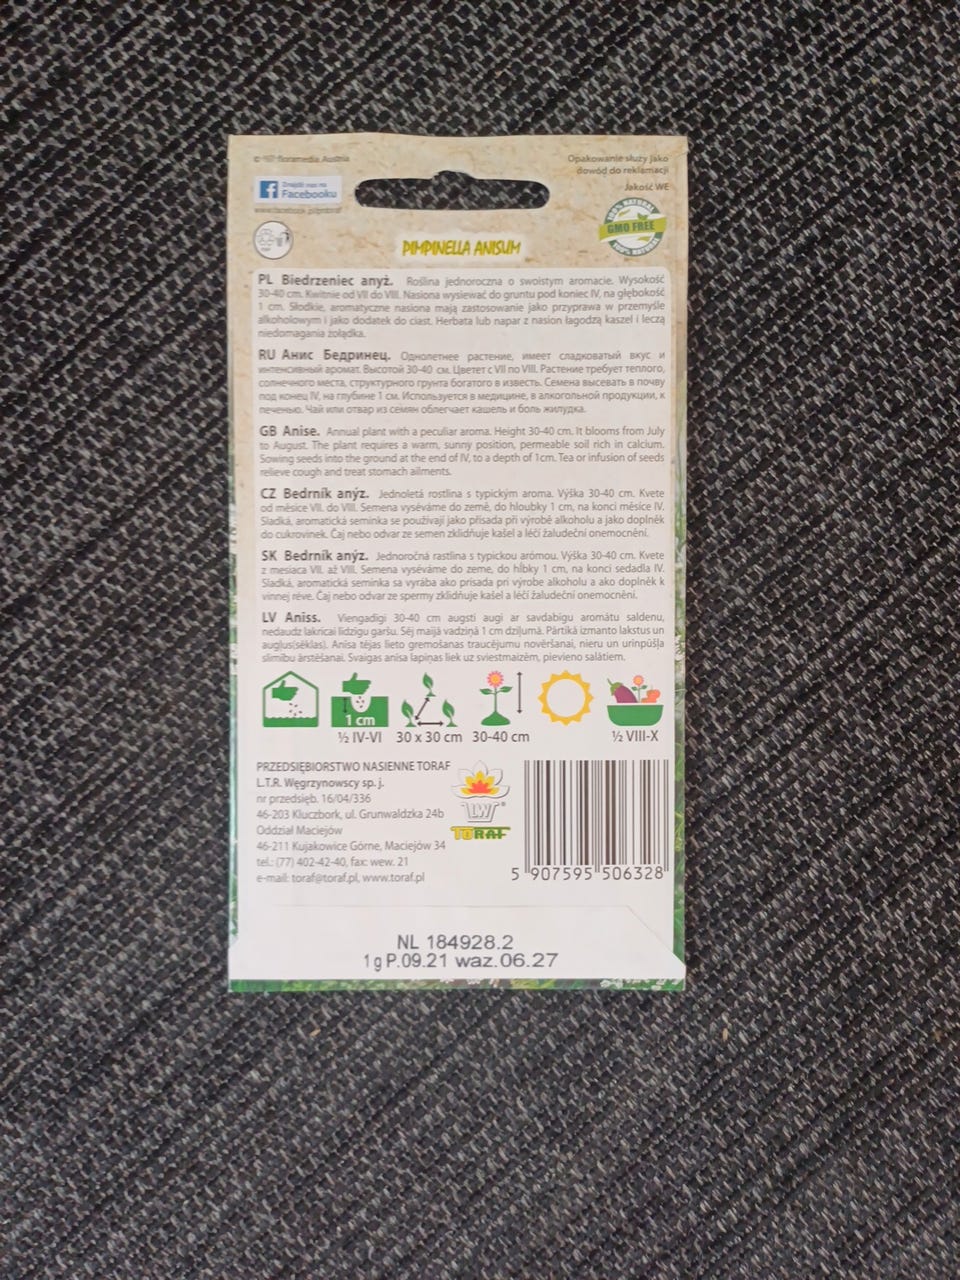 © floramedia Austria
Opakowanie służy jako
dowód do reklamacji
Znajdź nas na
Facebooku
Jakość WE
100% NATURAL
GMO FREE
100% NATURAL
PIMPINELLA ANISUM
PL Biedrzeniec anyż. Roślina jednoroczna o swoistym aromacie. Wysokość
30-40 cm. Kwitnie od VII do VIII. Nasiona wysiewać do gruntu pod koniec IV, na głębokość
1 cm. Słodkie, aromatyczne nasiona mają zastosowanie jako przyprawa w przemyśle
alkoholowym i jako dodatek do ciast. Herbata lub napar z nasion łagodzą kaszel i leczą
niedomagania żołądka.
RU Анис Бедринец. Однолетнее растение, имеет сладковатый вкус и
интенсивный аромат. Высотой 30-40 см. Цветет с VII по VIII. Растение требует теплого,
солнечного места, структурного грунта богатого в известь. Семена высевать в почву
под конец IV, на глубине 1 см. Используется в медицине, в алкогольной продукции, к
печенью. Чай или отвар из семян облегчает кашель и боль жилудка.
GB Anise. Annual plant with a peculiar aroma. Height 30-40 cm. It blooms from July
to August. The plant requires a warm, sunny position, permeable soil rich in calcium.
Sowing seeds into the ground at the end of IV, to a depth of 1cm. Tea or infusion of seeds
relieve cough and treat stomach ailments.
CZ Bedrník anýz. Jednoletá rostlina s typickým aroma. Výška 30-40 cm. Kvete
od měsice VII. do VIII. Semena vyséváme do země, do hloubky 1 cm, na konci měsíce IV.
Sladká, aromatická seminka se používají jako přisada při výrobě alkoholu a jako doplněk
do cukrovinek. Čaj nebo odvar ze semen zklidňuje kašel a léčí žaludeční onemocnění.
SK Bedrník anýz. Jednoročná rastlina s typickou arómou. Výška 30-40 cm. Kvete
z mesiaca VII. až VIII. Semena vyséváme do zeme, do hĺbky 1 cm, na konci sedadla IV.
Sladká, aromatická seminka sa vyrába ako prisada pri výrobe alkoholu a ako doplněk k
vinnej réve. Čaj nebo odvar ze spermy zklidňuje kašel a léčí žaludeční onemocnění.
LV Aniss. Viengadīgi 30-40 cm augsti augi ar savdabīgu aromātu saldenu,
nedaudz lakricai līdzīgu garšu. Sēj maijā vadziņā 1 cm dziļumā. Pārtikā izmanto lakstus un
augļus(sēklas). Anīsa tējas lieto gremošanas traucējumu novēršanai, nieru un urīnpūšļa
slimību ārstēšanai. Svaigas anīsa lapiņas liek uz sviestmaizēm, pievieno salātiem.
1 cm
½ IV-VI 30 x 30 cm 30-40 cm ½ VIII-X
PRZEDSIĘBIORSTWO NASIENNE TORAF
L.T.R. Węgrzynowscy sp. j.
nr przedsięb. 16/04/336
46-203 Kluczbork, ul. Grunwaldzka 24b
Oddział Maciejów
46-211 Kujakowice Górne, Maciejów 34
tel.: (77) 402-42-40, fax: wew. 21
e-mail: toraf@toraf.pl, www.toraf.pl
LW®
TORAF
5 907595 506328
NL 184928.2
1 g P.09.21 waz.06.27